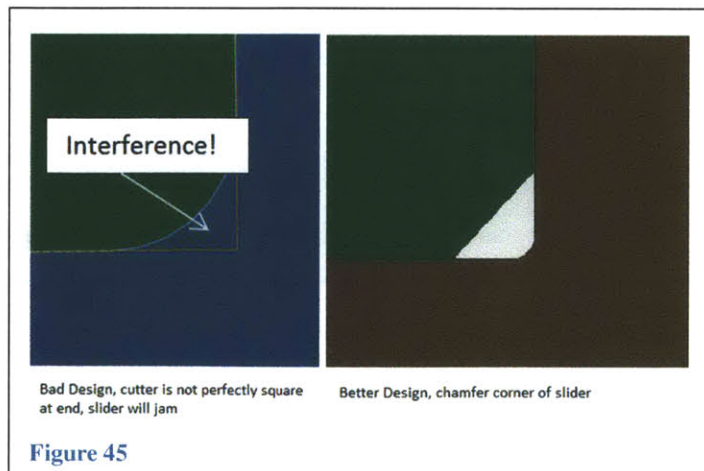 Interference!
Bad Design, cutter is not perfectly square
at end, slider will jam
Better Design, chamfer corner of slider
Figure 45